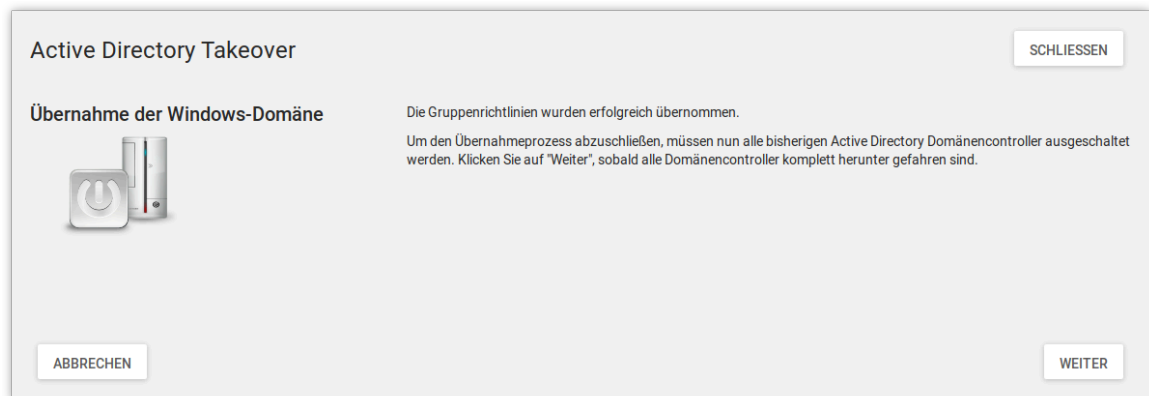 Active Directory Takeover
SCHLIESSEN
Übernahme der Windows-Domäne
Die Gruppenrichtlinien wurden erfolgreich übernommen.
Um den Übernahmeprozess abzuschließen, müssen nun alle bisherigen Active Directory Domänencontroller ausgeschaltet
werden. Klicken Sie auf "Weiter", sobald alle Domänencontroller komplett herunter gefahren sind.
ABBRECHEN
WEITER